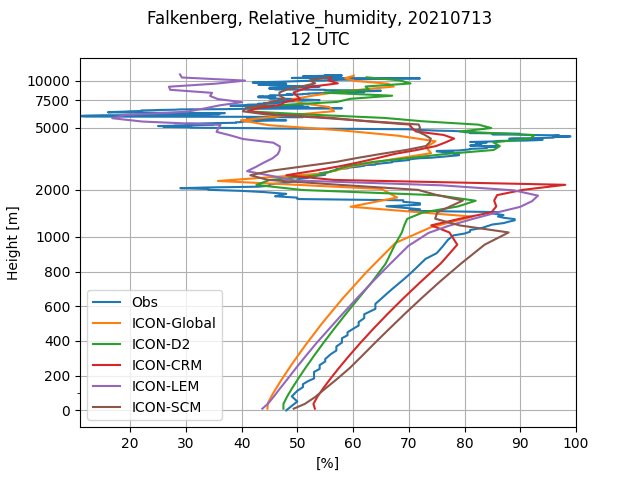 Falkenberg, Relative_humidity, 20210713
12 UTC
10000
7500
5000
2000
1000
800
600
400
200
0
Height [m]
Obs
ICON-Global
ICON-D2
ICON-CRM
ICON-LEM
ICON-SCM
20 30 40 50 60 70 80 90 100
[%]